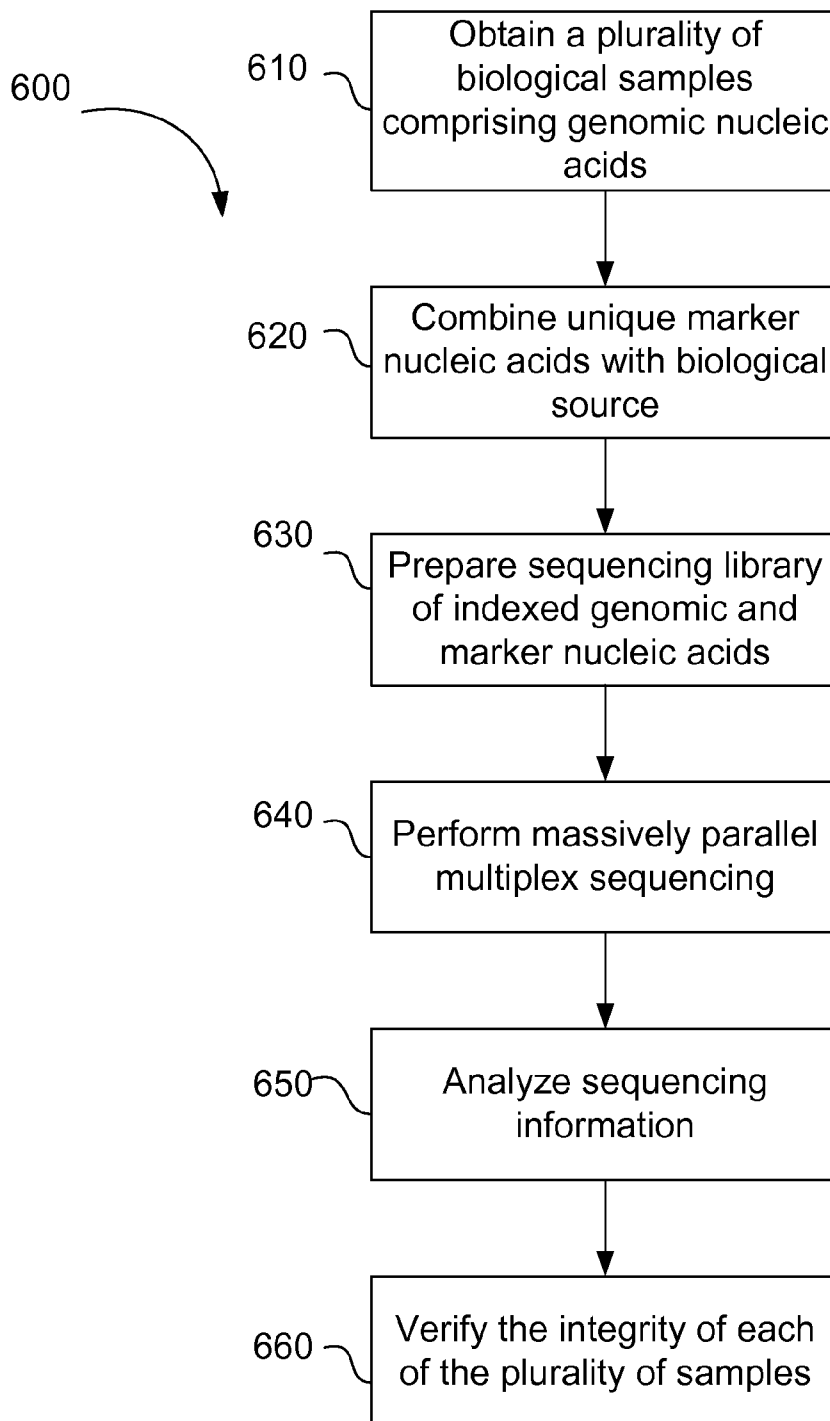 600
610
Obtain a plurality of
biological samples
comprising genomic nucleic
acids
620
Combine unique marker
nucleic acids with biological
source
630
Prepare sequencing library
of indexed genomic and
marker nucleic acids
640
Perform massively parallel
multiplex sequencing
650
Analyze sequencing
information
660
Verify the integrity of each
of the plurality of samples